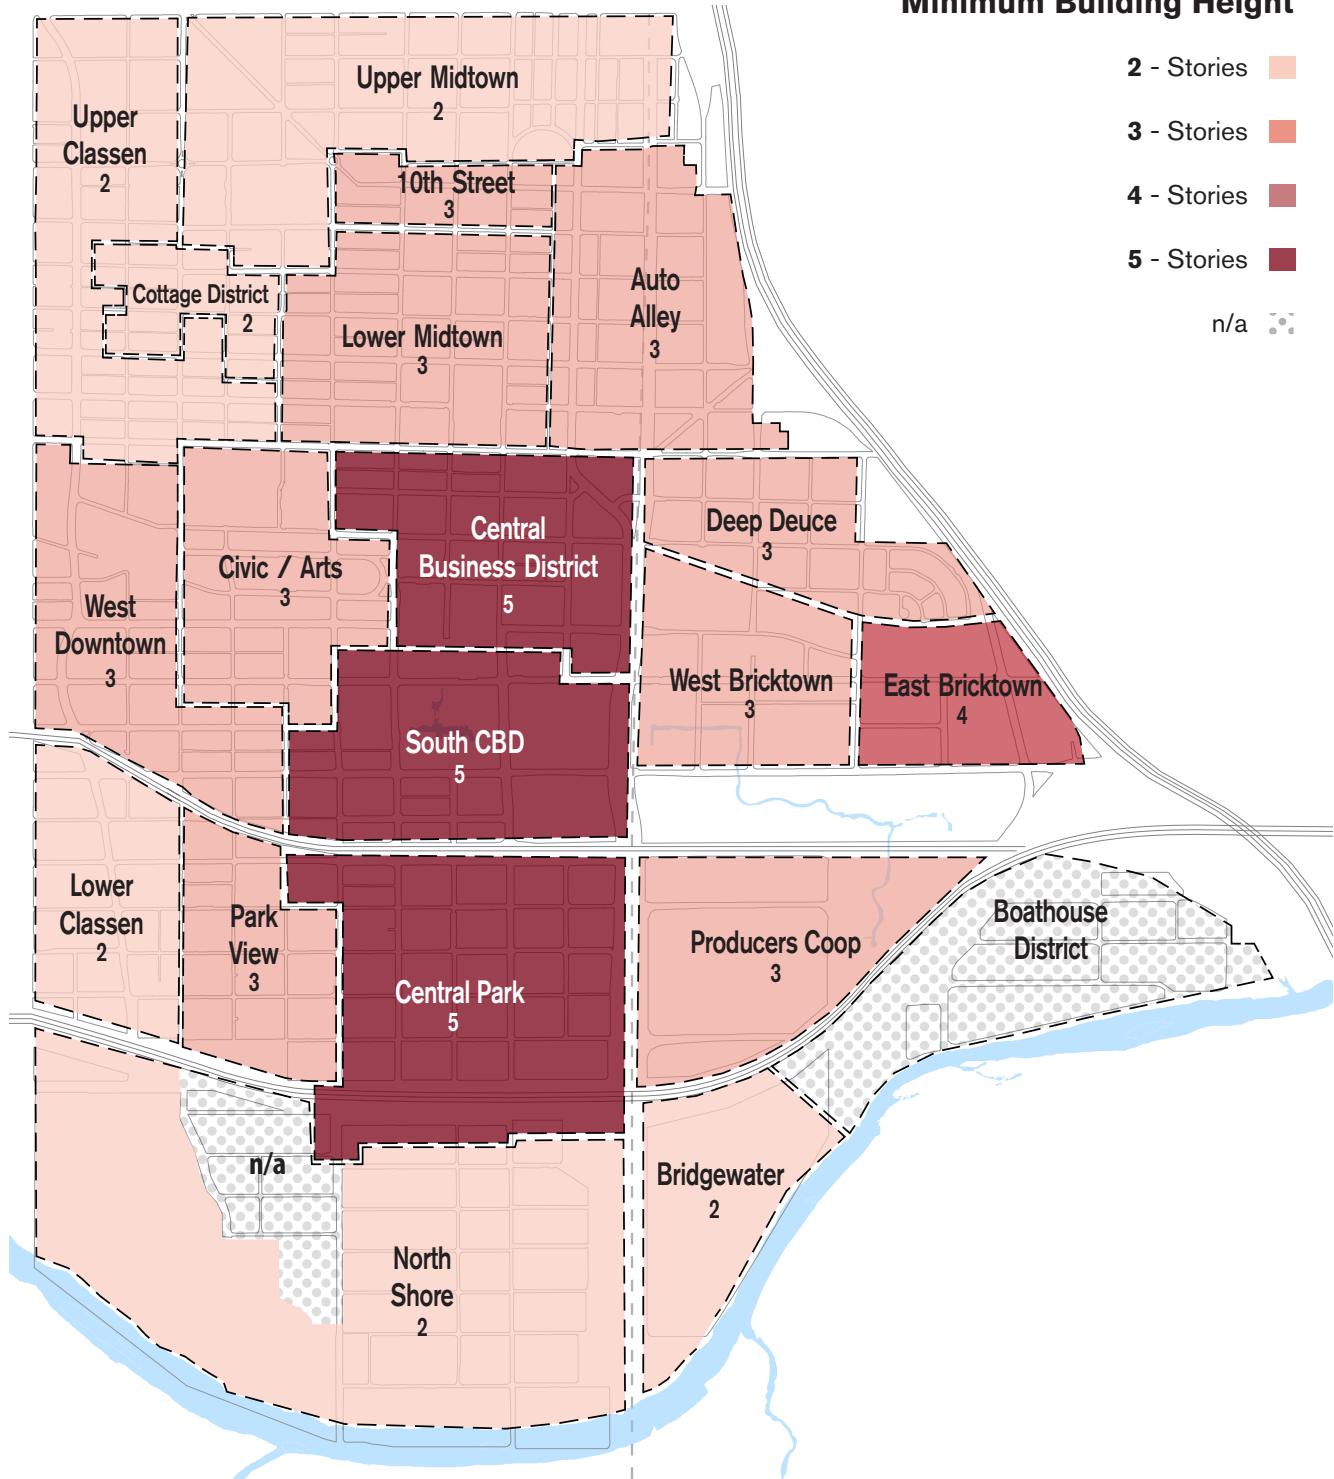 Minimum Building Height
2 - Stories
3 - Stories
4 - Stories
5 - Stories
n/a
Upper Midtown
2
Upper
Classen
2
10th Street
3
Auto
Alley
3
Cottage District
2
Lower Midtown
3
Central
Business District
5
Deep Deuce
3
Civic / Arts
3
West
Downtown
3
West Bricktown
3
East Bricktown
4
South CBD
5
Lower
Classen
2
Park
View
3
Central Park
5
Producers Coop
3
Boathouse
District
n/a
Bridgewater
2
North
Shore
2